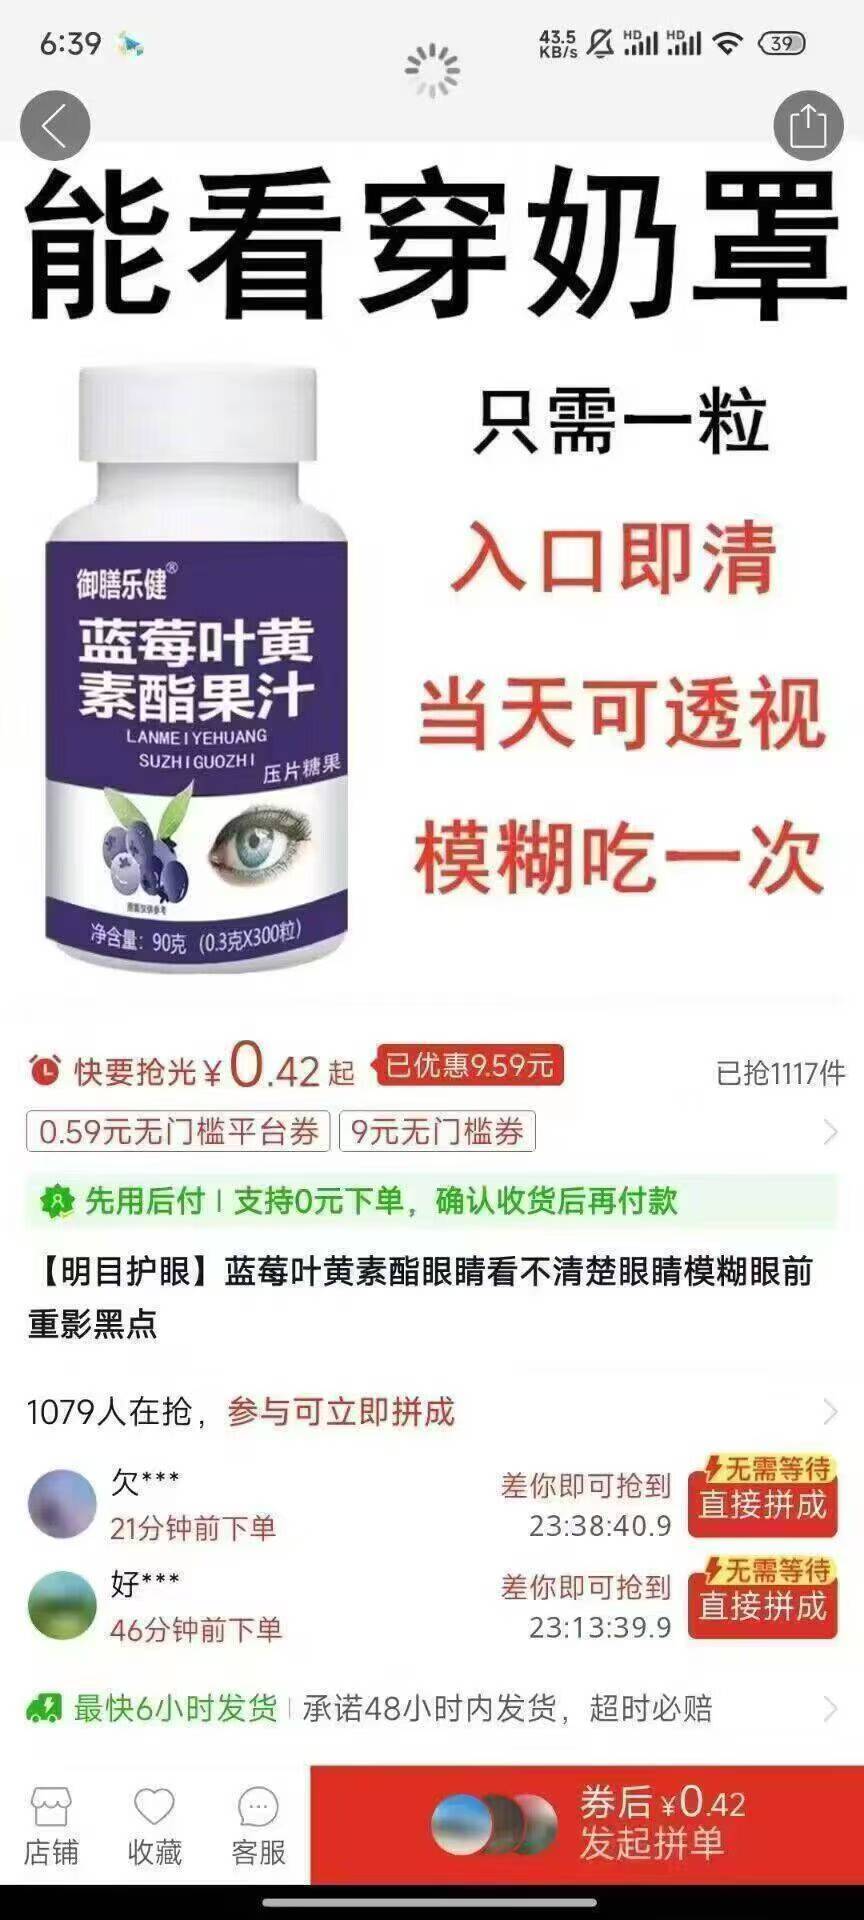 6:39
43.5 KB/s HD HD 39
能看穿奶罩
只需一粒
入口即清
当天可透视
模糊吃一次
御膳乐健®
蓝莓叶黄
素酯果汁
LANMEIYEHUANG
SUZHIGUOZHI
压片糖果
净含量：90克（0.3克X300粒）
快要抢光¥0.42起 已优惠9.59元 已抢1117件
0.59元无门槛平台券 9元无门槛券
先用后付 | 支持0元下单，确认收货后再付款
【明目护眼】蓝莓叶黄素酯眼睛看不清楚眼睛模糊眼前
重影黑点
1079人在抢，参与可立即拼成
欠*** 差你即可抢到 无需等待
21分钟前下单 23:38:40.9 直接拼成
好*** 差你即可抢到 无需等待
46分钟前下单 23:13:39.9 直接拼成
最快6小时发货 | 承诺48小时内发货，超时必赔
店铺 收藏 客服
券后¥0.42
发起拼单